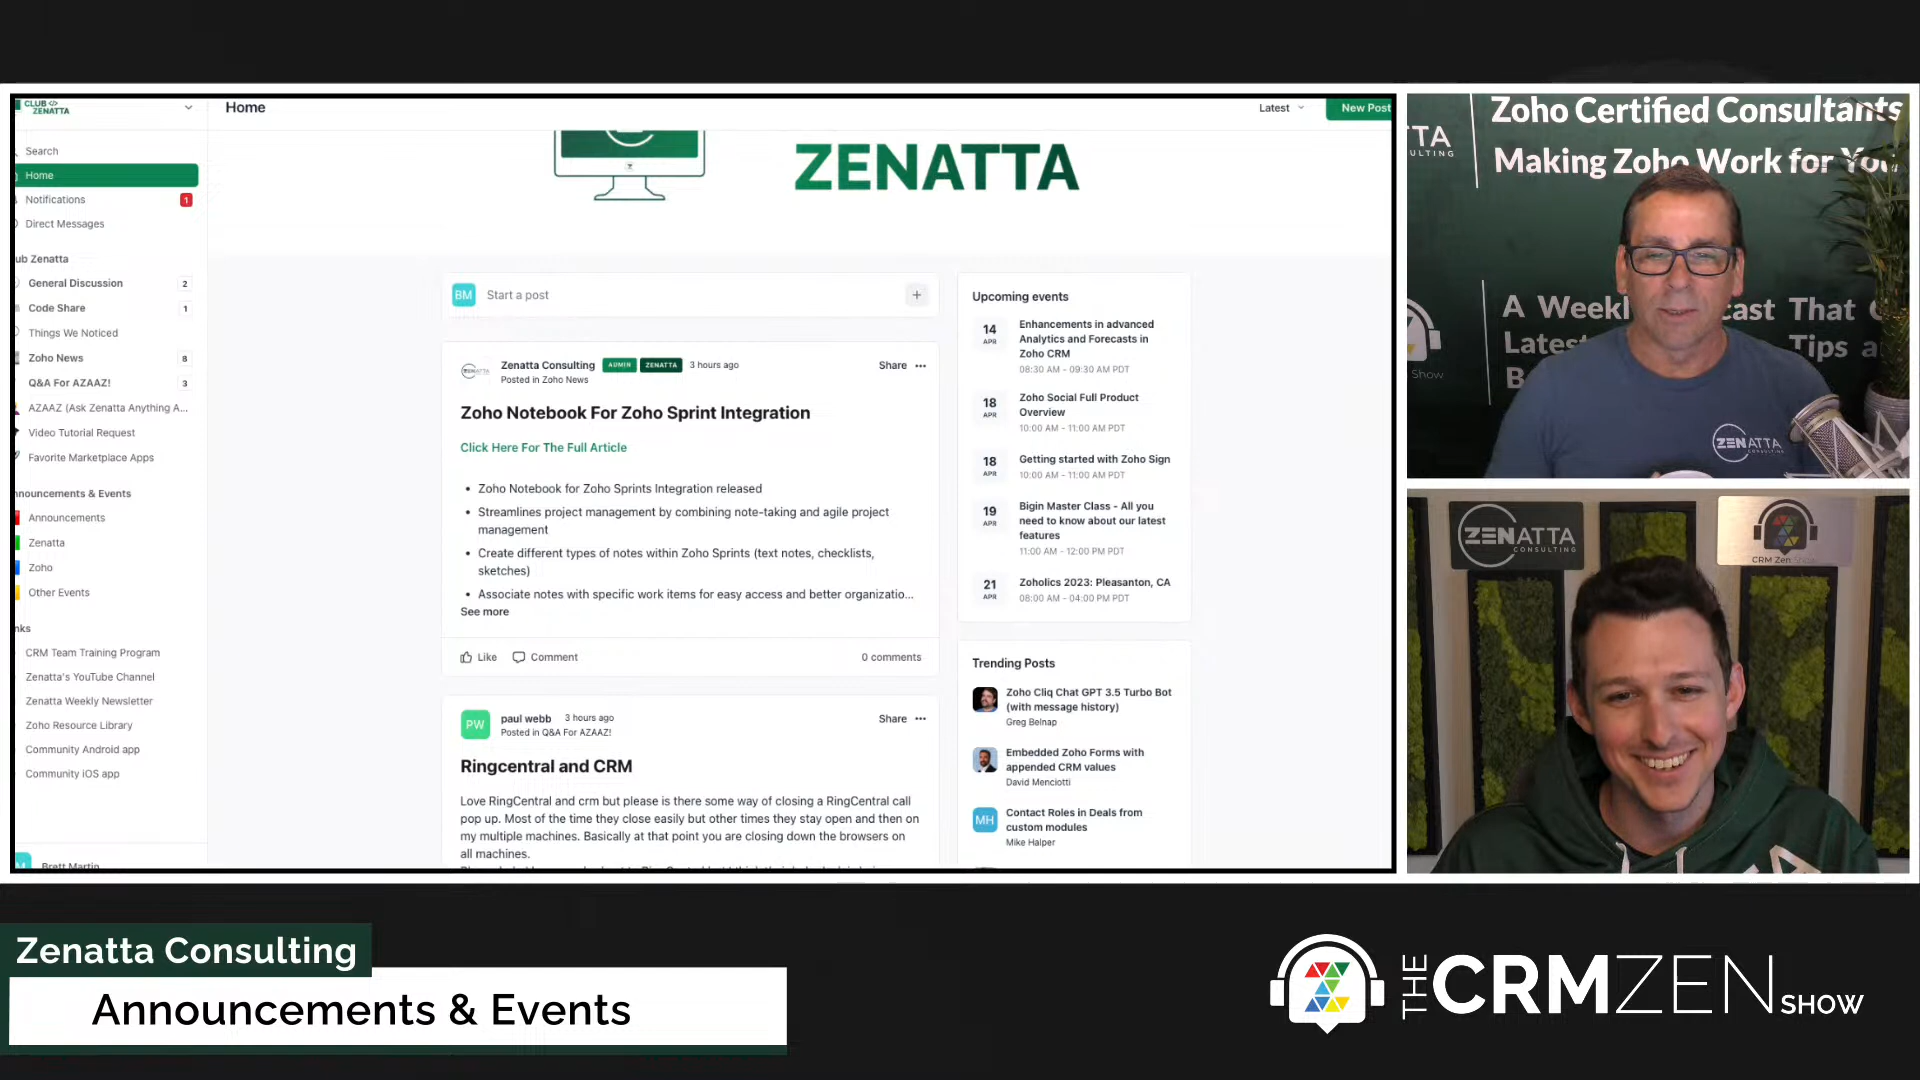 CLUB </>
ZENATTA
Home
Latest
New Post
Search
Home
Notifications
1
Direct Messages
ub Zenatta
General Discussion
2
Code Share
1
Things We Noticed
Zoho News
8
Q&A For AZAAZ!
3
AZAAZ (Ask Zenatta Anything A...
Video Tutorial Request
Favorite Marketplace Apps
nnouncements & Events
Announcements
Zenatta
Zoho
Other Events
nks
CRM Team Training Program
Zenatta's YouTube Channel
Zenatta Weekly Newsletter
Zoho Resource Library
Community Android app
Community iOS app
Brett Martin
ZENATTA
BM
Start a post
Zenatta Consulting ADMIN ZENATTA 3 hours ago
Share
Posted in Zoho News
Zoho Notebook For Zoho Sprint Integration
Click Here For The Full Article
• Zoho Notebook for Zoho Sprints Integration released
• Streamlines project management by combining note-taking and agile project
management
• Create different types of notes within Zoho Sprints (text notes, checklists,
sketches)
• Associate notes with specific work items for easy access and better organizatio...
See more
Like
Comment
0 comments
PW
paul webb 3 hours ago
Share
Posted in Q&A For AZAAZ!
Ringcentral and CRM
Love RingCentral and crm but please is there some way of closing a RingCentral call
pop up. Most of the time they close easily but other times they stay open and then on
my multiple machines. Basically at that point you are closing down the browsers on
all machines.
Upcoming events
14
APR
Enhancements in advanced
Analytics and Forecasts in
Zoho CRM
08:30 AM - 09:30 AM PDT
18
APR
Zoho Social Full Product
Overview
10:00 AM - 11:00 AM PDT
18
APR
Getting started with Zoho Sign
10:00 AM - 11:00 AM PDT
19
APR
Bigin Master Class - All you
need to know about our latest
features
11:00 AM - 12:00 PM PDT
21
APR
Zoholics 2023: Pleasanton, CA
08:00 AM - 04:00 PM PDT
Trending Posts
Zoho Cliq Chat GPT 3.5 Turbo Bot
(with message history)
Greg Belnap
Embedded Zoho Forms with
appended CRM values
David Menciotti
MH
Contact Roles in Deals from
custom modules
Mike Halper
TTA
ULTING
Zoho Certified Consultants
Making Zoho Work for You
A Weekl cast That
Latest Tips a
B
Show
ZENATTA
CONSULTING
ZENATTA
CONSULTING
CRM Zen Show
Zenatta Consulting
Announcements & Events
THE CRMZEN SHOW